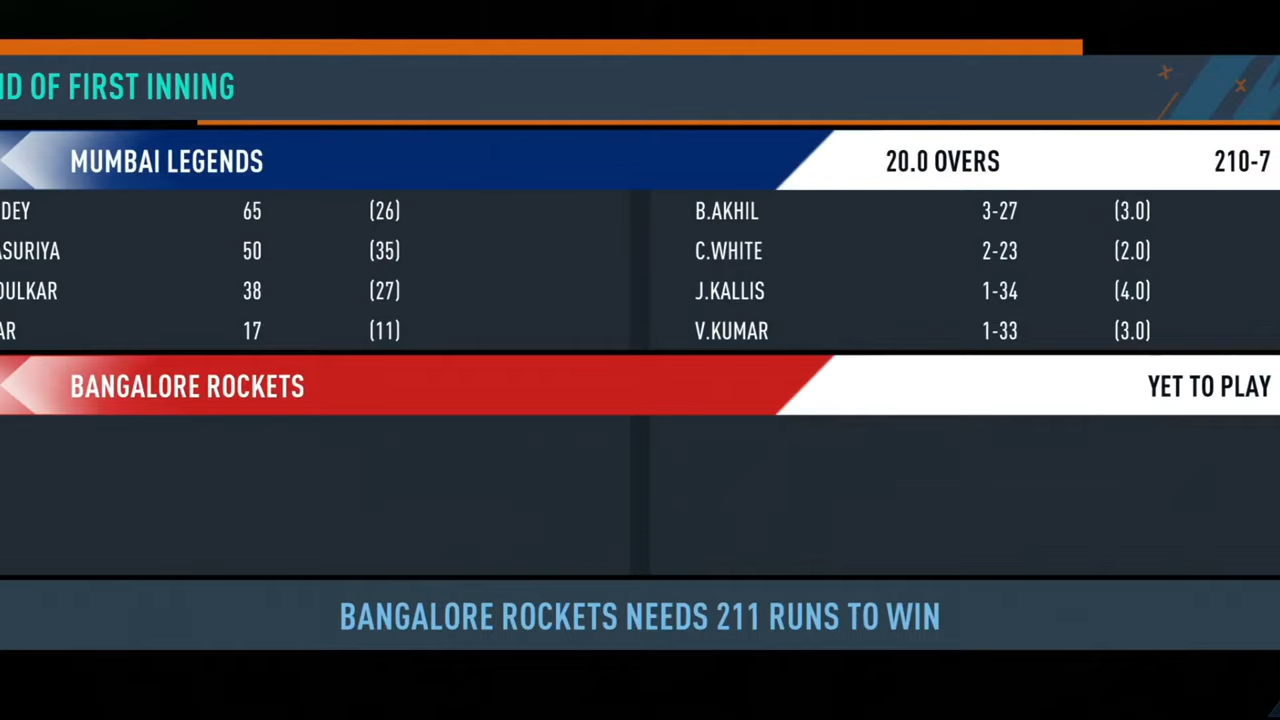 ND OF FIRST INNING
MUMBAI LEGENDS 20.0 OVERS 210-7
DEY 65 (26) B.AKHIL 3-27 (3.0)
ASURIYA 50 (35) C.WHITE 2-23 (2.0)
DULKAR 38 (27) J.KALLIS 1-34 (4.0)
AR 17 (11) V.KUMAR 1-33 (3.0)
BANGALORE ROCKETS YET TO PLAY
BANGALORE ROCKETS NEEDS 211 RUNS TO WIN